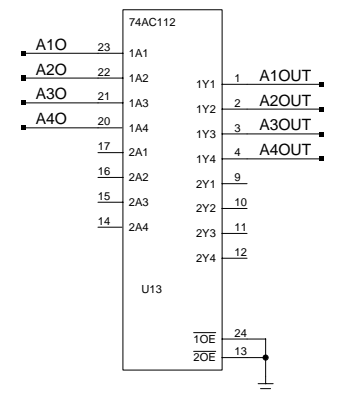 74AC112
A1O 23 1A1
A2O 22 1A2
1Y1 1 A1OUT
A3O 21 1A3
1Y2 2 A2OUT
A4O 20 1A4
1Y3 3 A3OUT
17 2A1
1Y4 4 A4OUT
16 2A2
2Y1 9
15 2A3
2Y2 10
14 2A4
2Y3 11
2Y4 12
U13
1OE 24
2OE 13